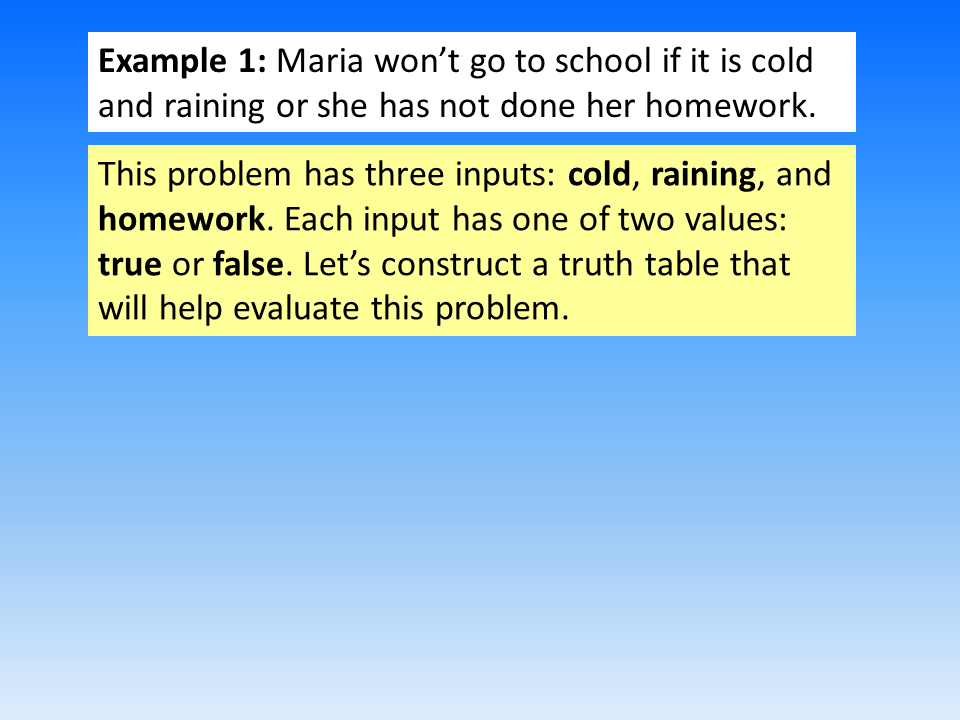 Example 1: Maria won’t go to school if it is cold
and raining or she has not done her homework.
This problem has three inputs: cold, raining, and
homework. Each input has one of two values:
true or false. Let’s construct a truth table that
will help evaluate this problem.